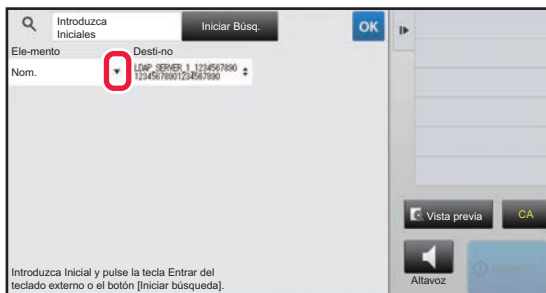 Introduzca
Iniciales
Iniciar Búsq.
OK
Ele-mento
Desti-no
Nom.
LDAP_SERVER_1_1234567890
12345678901234567890
Vista previa
CA
Altavoz
Introduzca Inicial y pulse la tecla Entrar del
teclado externo o el botón [Iniciar búsqueda].